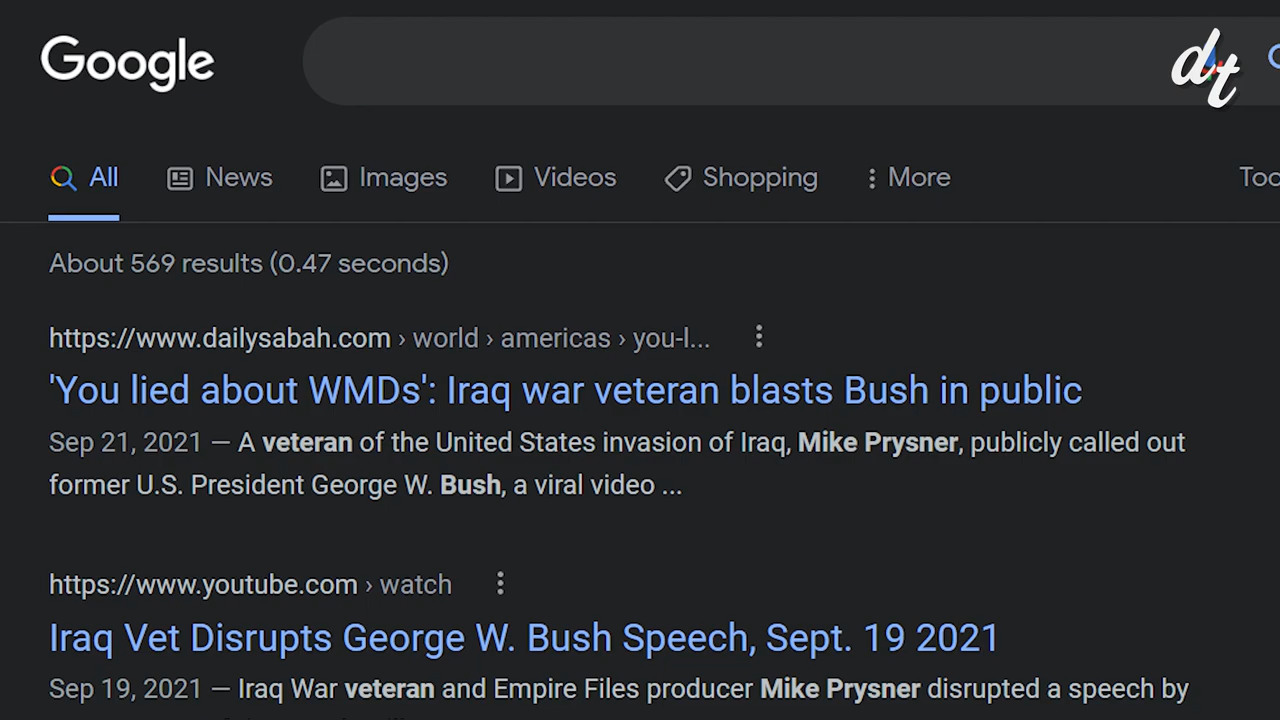 Google
dt
All News Images Videos Shopping More Too
About 569 results (0.47 seconds)
https://www.dailysabah.com › world › americas › you-l...
'You lied about WMDs': Iraq war veteran blasts Bush in public
Sep 21, 2021 — A veteran of the United States invasion of Iraq, Mike Prysner, publicly called out
former U.S. President George W. Bush, a viral video ...
https://www.youtube.com › watch
Iraq Vet Disrupts George W. Bush Speech, Sept. 19 2021
Sep 19, 2021 — Iraq War veteran and Empire Files producer Mike Prysner disrupted a speech by